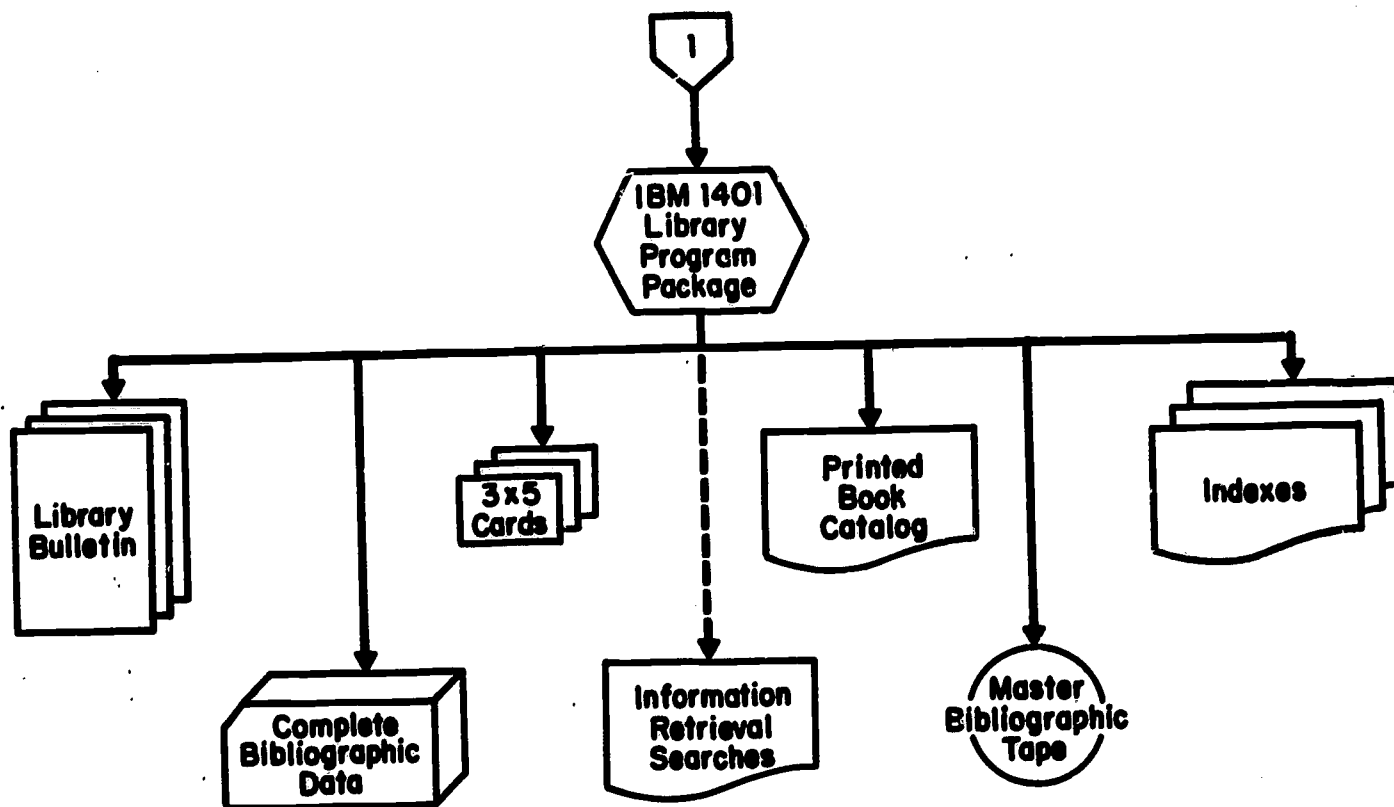 1
IBM 1401
Library
Program
Package
Library
Bulletin
3x5
Cards
Printed
Book
Catalog
Indexes
Complete
Bibliographic
Data
Information
Retrieval
Searches
Master
Bibliographic
Tape